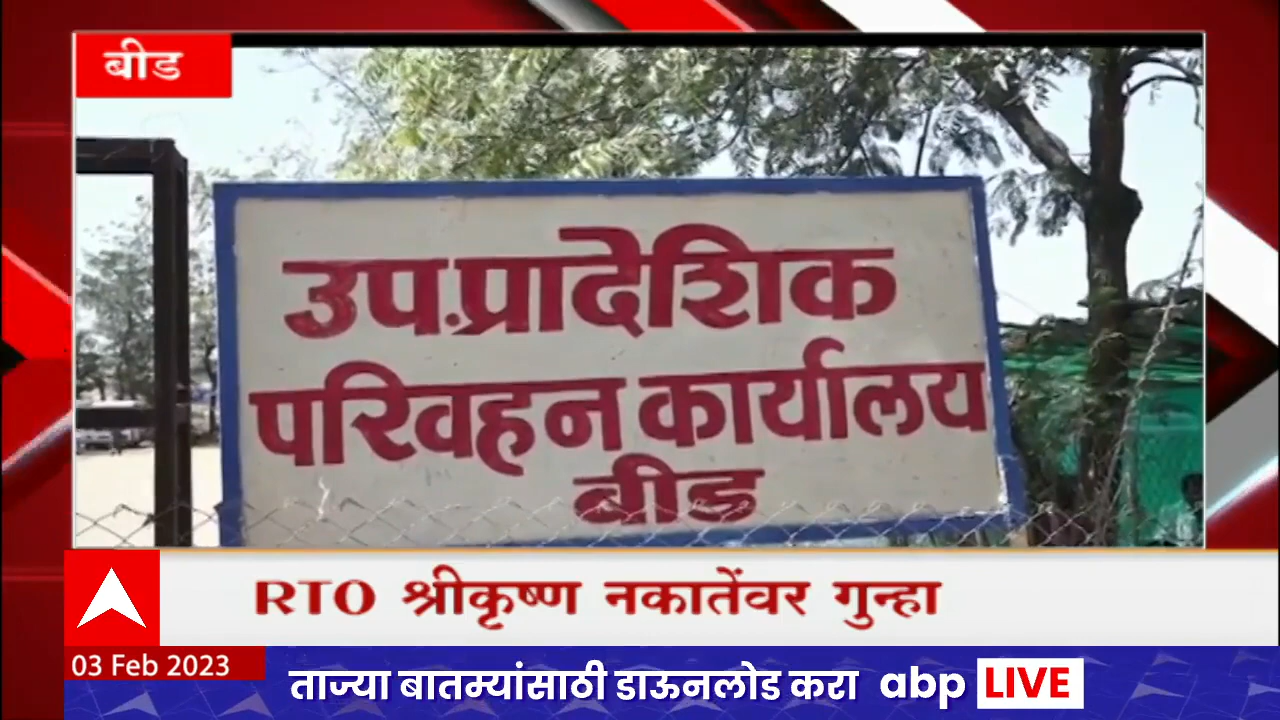 बीड
उप.प्रादेशिक
परिवहन कार्यालय
बीड
RTO श्रीकृष्ण नकातेंवर गुन्हा
03 Feb 2023
ताज्या बातम्यांसाठी डाऊनलोड करा abp LIVE